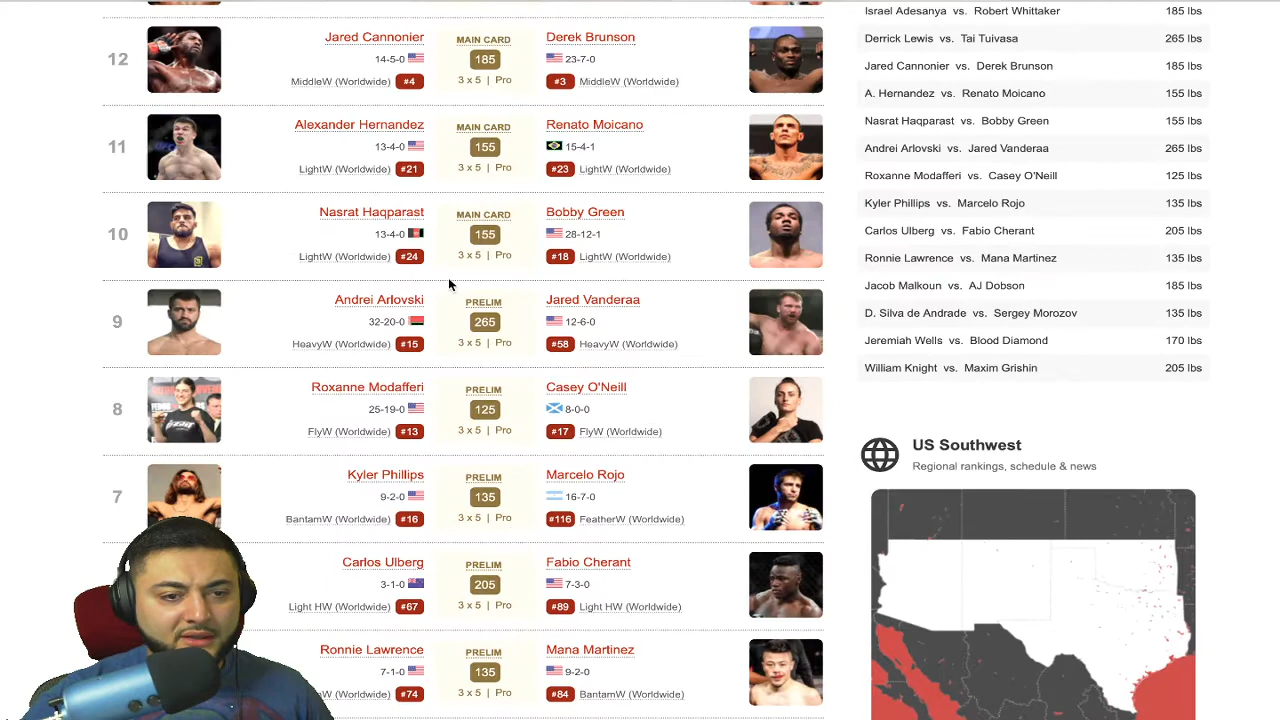 12
Jared Cannonier
14-5-0
MiddleW (Worldwide) #4
MAIN CARD
185
3 x 5 | Pro
Derek Brunson
23-7-0
#3 MiddleW (Worldwide)
11
Alexander Hernandez
13-4-0
LightW (Worldwide) #21
MAIN CARD
155
3 x 5 | Pro
Renato Moicano
15-4-1
#23 LightW (Worldwide)
10
Nasrat Haqparast
13-4-0
LightW (Worldwide) #24
MAIN CARD
155
3 x 5 | Pro
Bobby Green
28-12-1
#18 LightW (Worldwide)
9
Andrei Arlovski
32-20-0
HeavyW (Worldwide) #15
PRELIM
265
3 x 5 | Pro
Jared Vanderaa
12-6-0
#58 HeavyW (Worldwide)
8
Roxanne Modafferi
25-19-0
FlyW (Worldwide) #13
PRELIM
125
3 x 5 | Pro
Casey O'Neill
8-0-0
#17 FlyW (Worldwide)
7
Kyler Phillips
9-2-0
BantamW (Worldwide) #16
PRELIM
135
3 x 5 | Pro
Marcelo Rojo
16-7-0
#116 FeatherW (Worldwide)
Carlos Ulberg
3-1-0
Light HW (Worldwide) #67
PRELIM
205
3 x 5 | Pro
Fabio Cherant
7-3-0
#89 Light HW (Worldwide)
Ronnie Lawrence
7-1-0
W (Worldwide) #74
PRELIM
135
3 x 5 | Pro
Mana Martinez
9-2-0
#84 BantamW (Worldwide)
Israel Adesanya vs. Robert Whittaker 185 lbs
Derrick Lewis vs. Tai Tuivasa 265 lbs
Jared Cannonier vs. Derek Brunson 185 lbs
A. Hernandez vs. Renato Moicano 155 lbs
Nasrat Haqparast vs. Bobby Green 155 lbs
Andrei Arlovski vs. Jared Vanderaa 265 lbs
Roxanne Modafferi vs. Casey O'Neill 125 lbs
Kyler Phillips vs. Marcelo Rojo 135 lbs
Carlos Ulberg vs. Fabio Cherant 205 lbs
Ronnie Lawrence vs. Mana Martinez 135 lbs
Jacob Malkoun vs. AJ Dobson 185 lbs
D. Silva de Andrade vs. Sergey Morozov 135 lbs
Jeremiah Wells vs. Blood Diamond 170 lbs
William Knight vs. Maxim Grishin 205 lbs
US Southwest
Regional rankings, schedule & news